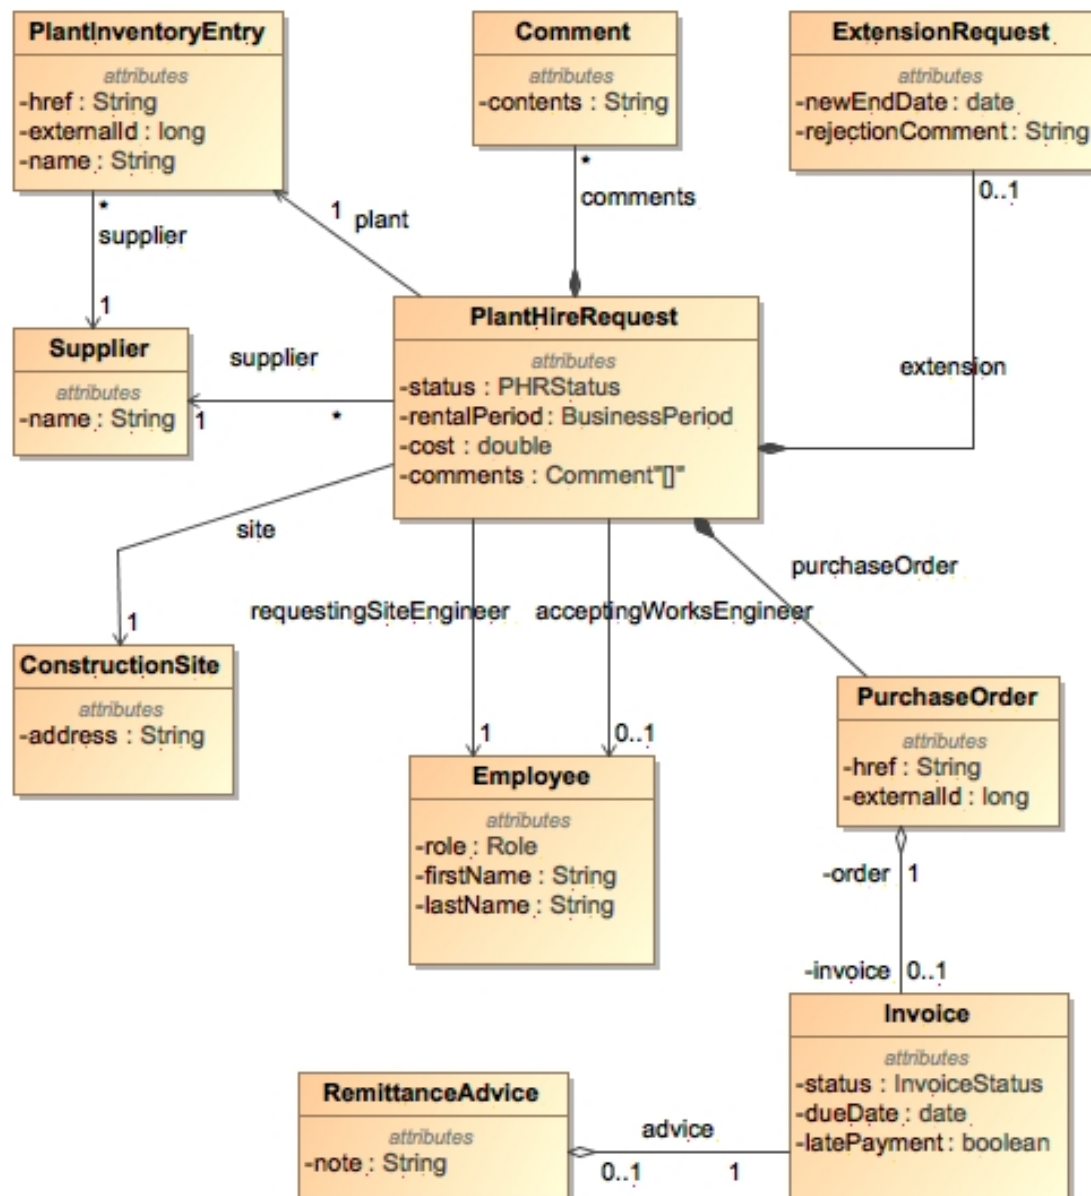 PlantInventoryEntry
attributes
-href : String
-externalId : long
-name : String
Comment
attributes
-contents : String
ExtensionRequest
attributes
-newEndDate : date
-rejectionComment : String
*
supplier
1
1 plant
*
comments
0..1
extension
Supplier
attributes
-name : String
supplier
1
*
PlantHireRequest
attributes
-status : PHRStatus
-rentalPeriod : BusinessPeriod
-cost : double
-comments : Comment"[]"
site
1
requestingSiteEngineer
1
acceptingWorksEngineer
0..1
purchaseOrder
ConstructionSite
attributes
-address : String
Employee
attributes
-role : Role
-firstName : String
-lastName : String
PurchaseOrder
attributes
-href : String
-externalId : long
-order 1
-invoice 0..1
Invoice
attributes
-status : InvoiceStatus
-dueDate : date
-latePayment : boolean
RemittanceAdvice
attributes
-note : String
advice
0..1
1